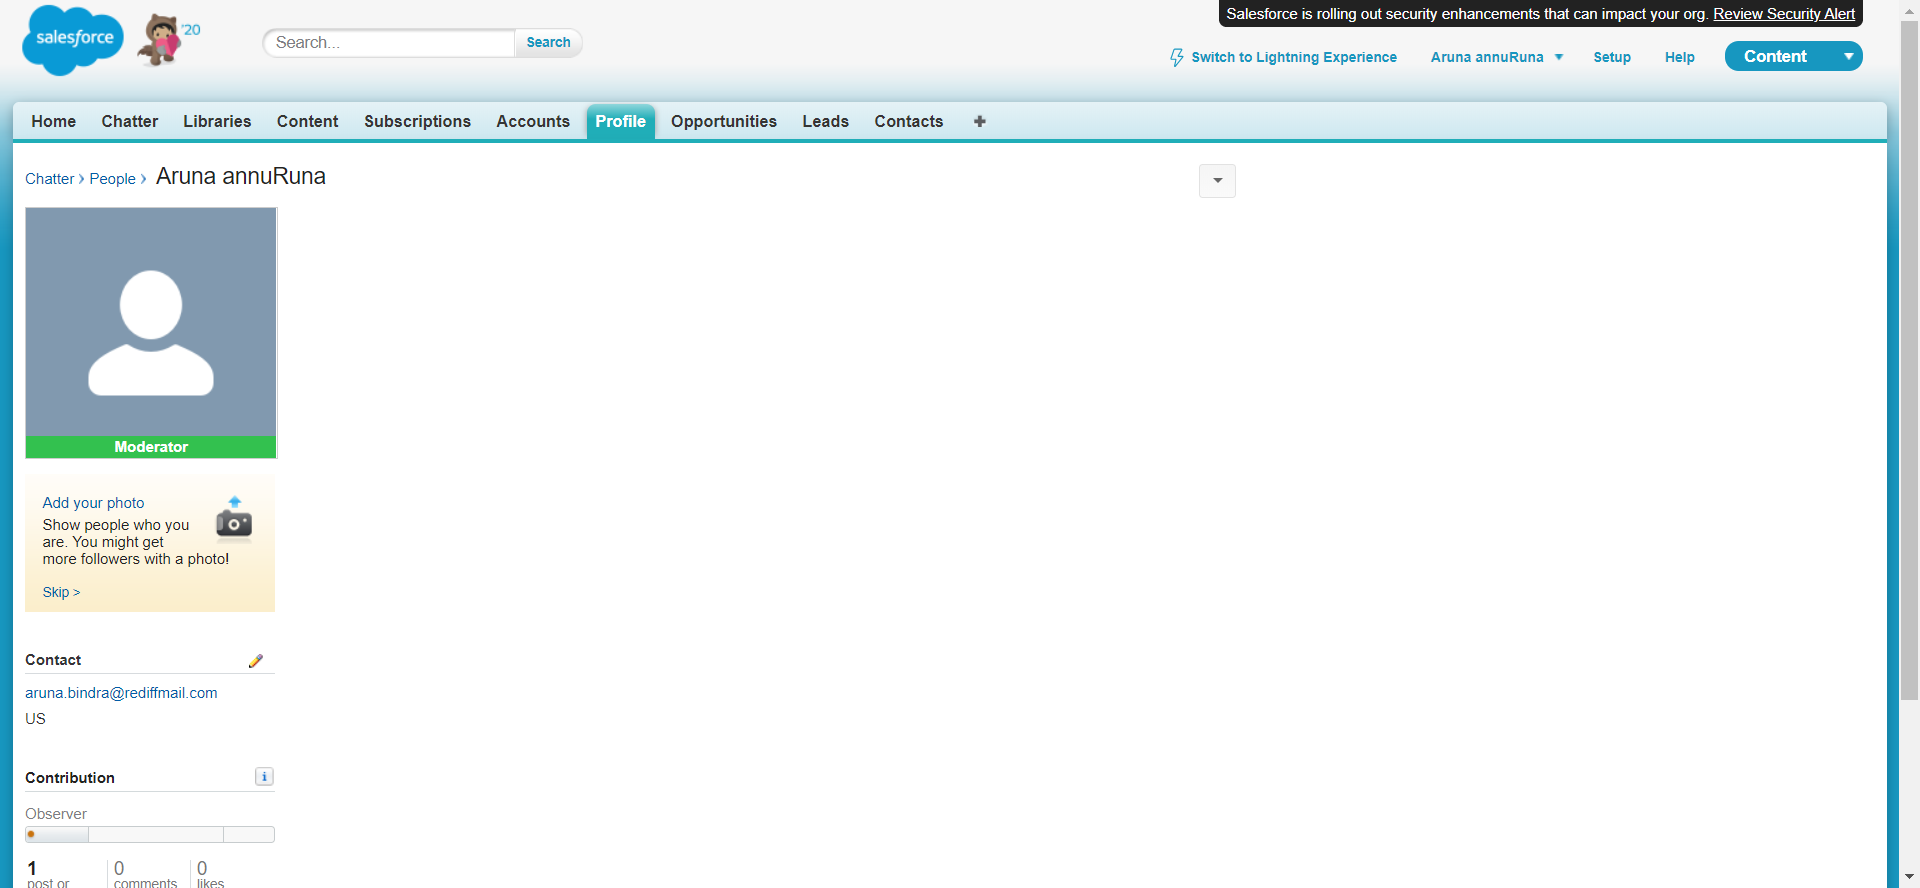 Salesforce is rolling out security enhancements that can impact your org. Review Security Alert
salesforce
'20
Search...
Search
Switch to Lightning Experience
Aruna annuRuna
Setup
Help
Content
Home
Chatter
Libraries
Content
Subscriptions
Accounts
Profile
Opportunities
Leads
Contacts
Chatter › People › Aruna annuRuna
Moderator
Add your photo
Show people who you
are. You might get
more followers with a photo!
Skip >
Contact
aruna.bindra@rediffmail.com
US
Contribution
Observer
1
0
0
post or
comments
likes